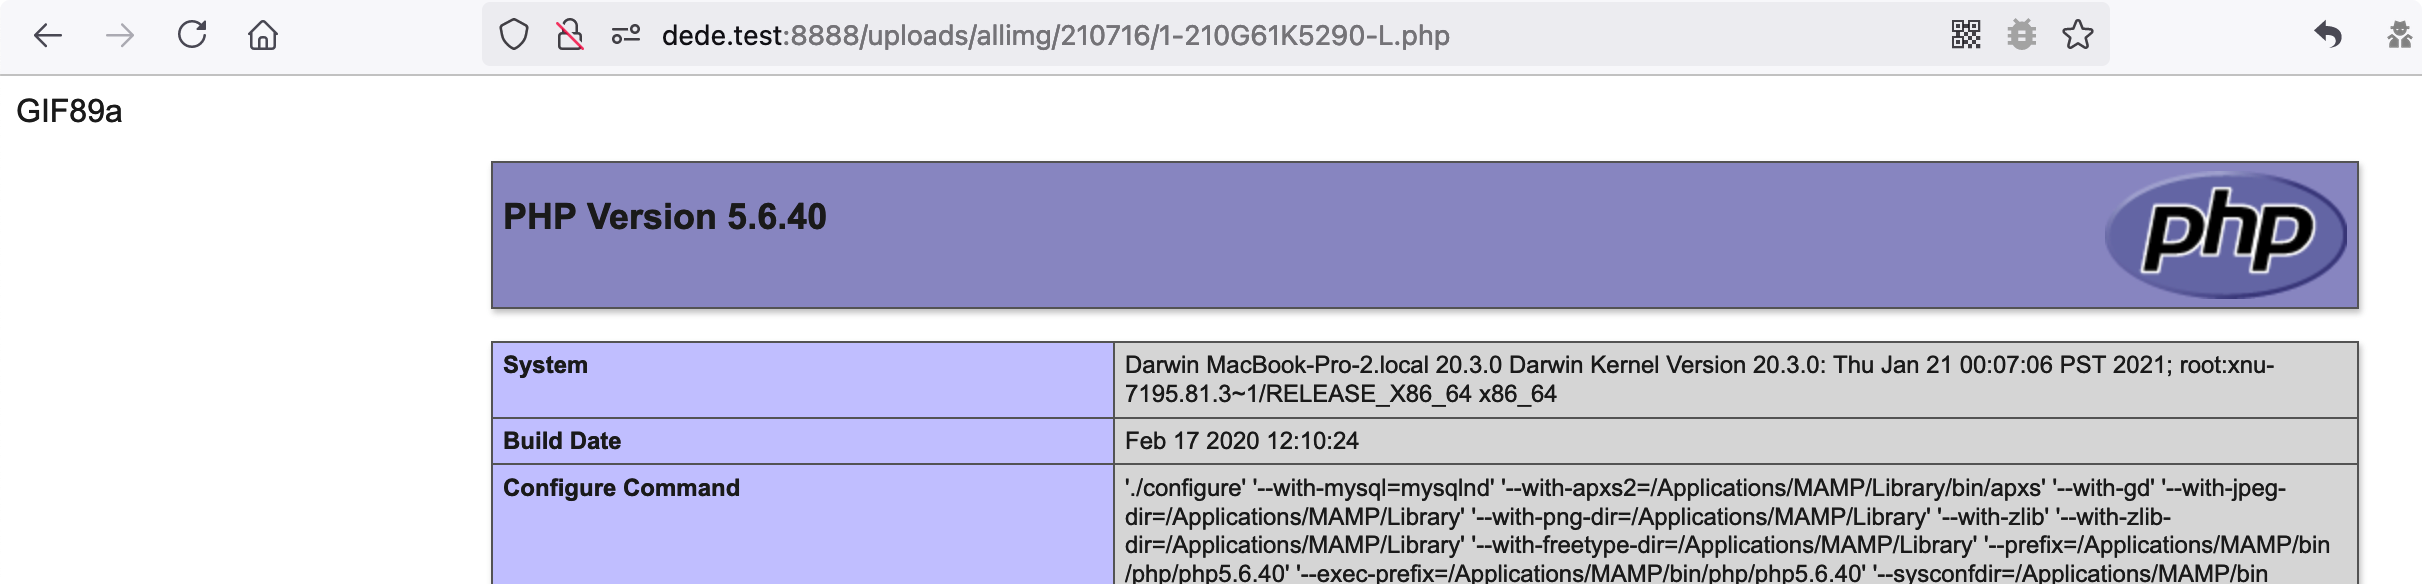 dede.test:8888/uploads/allimg/210716/1-210G61K5290-L.php
GIF89a
PHP Version 5.6.40
php
System
Darwin MacBook-Pro-2.local 20.3.0 Darwin Kernel Version 20.3.0: Thu Jan 21 00:07:06 PST 2021; root:xnu-
7195.81.3~1/RELEASE_X86_64 x86_64
Build Date
Feb 17 2020 12:10:24
Configure Command
'./configure' '--with-mysql=mysqlnd' '--with-apxs2=/Applications/MAMP/Library/bin/apxs' '--with-gd' '--with-jpeg-
dir=/Applications/MAMP/Library' '--with-png-dir=/Applications/MAMP/Library' '--with-zlib' '--with-zlib-
dir=/Applications/MAMP/Library' '--with-freetype-dir=/Applications/MAMP/Library' '--prefix=/Applications/MAMP/bin
/php/php5.6.40' '--exec-prefix=/Applications/MAMP/bin/php/php5.6.40' '--sysconfdir=/Applications/MAMP/bin